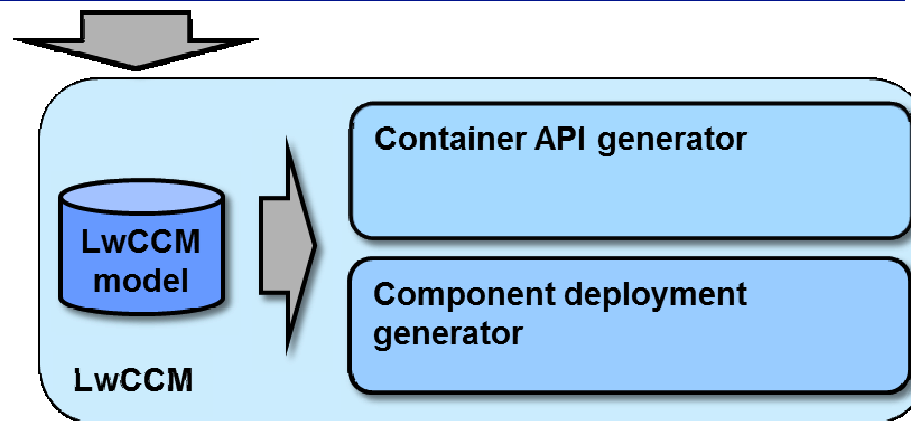 Container API generator
LwCCM
model
Component deployment
generator
LwCCM